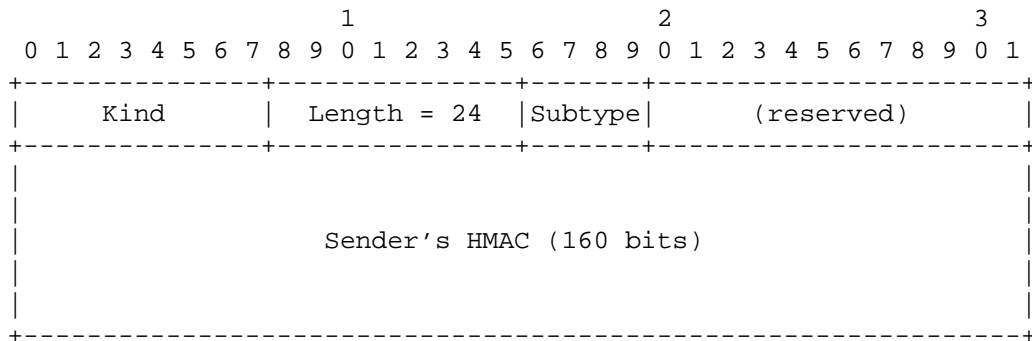 1                   2                   3
 0 1 2 3 4 5 6 7 8 9 0 1 2 3 4 5 6 7 8 9 0 1 2 3 4 5 6 7 8 9 0 1
+---------------+---------------+-------+-----------------------+
|     Kind      |  Length = 24  |Subtype|      (reserved)       |
+---------------+---------------+-------+-----------------------+
|                                                               |
|                                                               |
|                   Sender's HMAC (160 bits)                    |
|                                                               |
|                                                               |
+---------------------------------------------------------------+